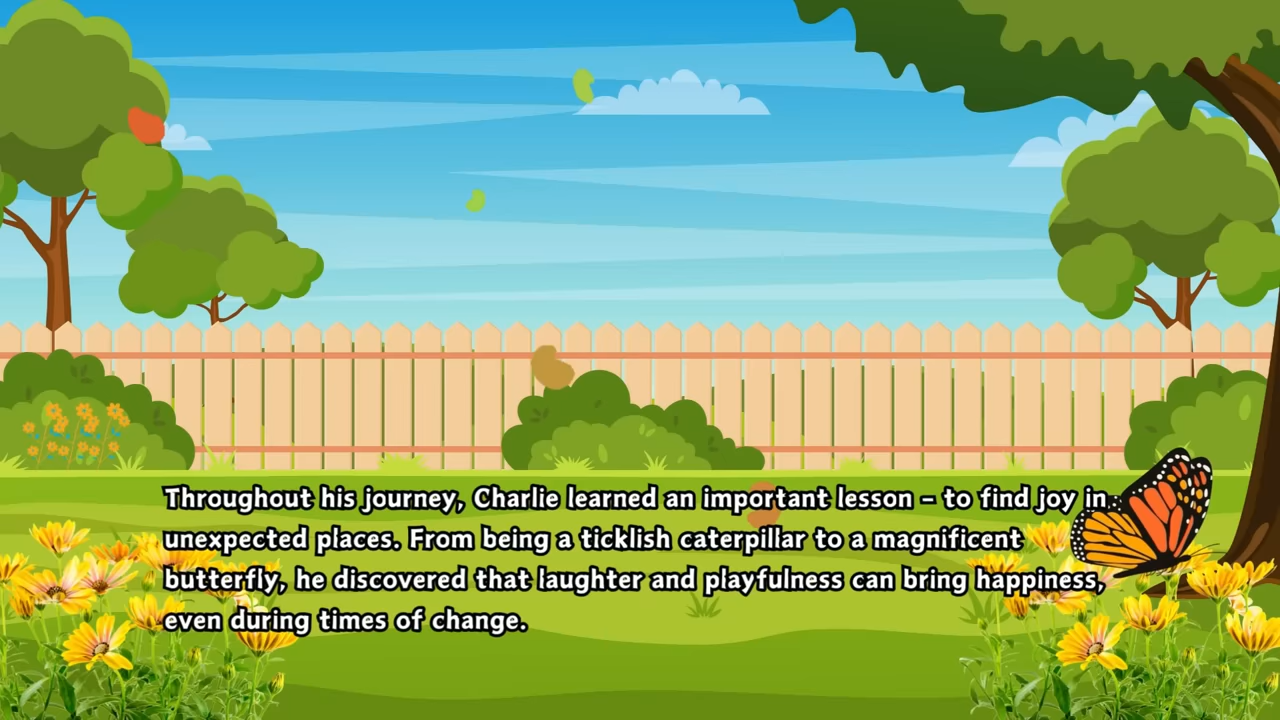 Throughout his journey, Charlie learned an important lesson – to find joy in
unexpected places. From being a ticklish caterpillar to a magnificent
butterfly, he discovered that laughter and playfulness can bring happiness,
even during times of change.